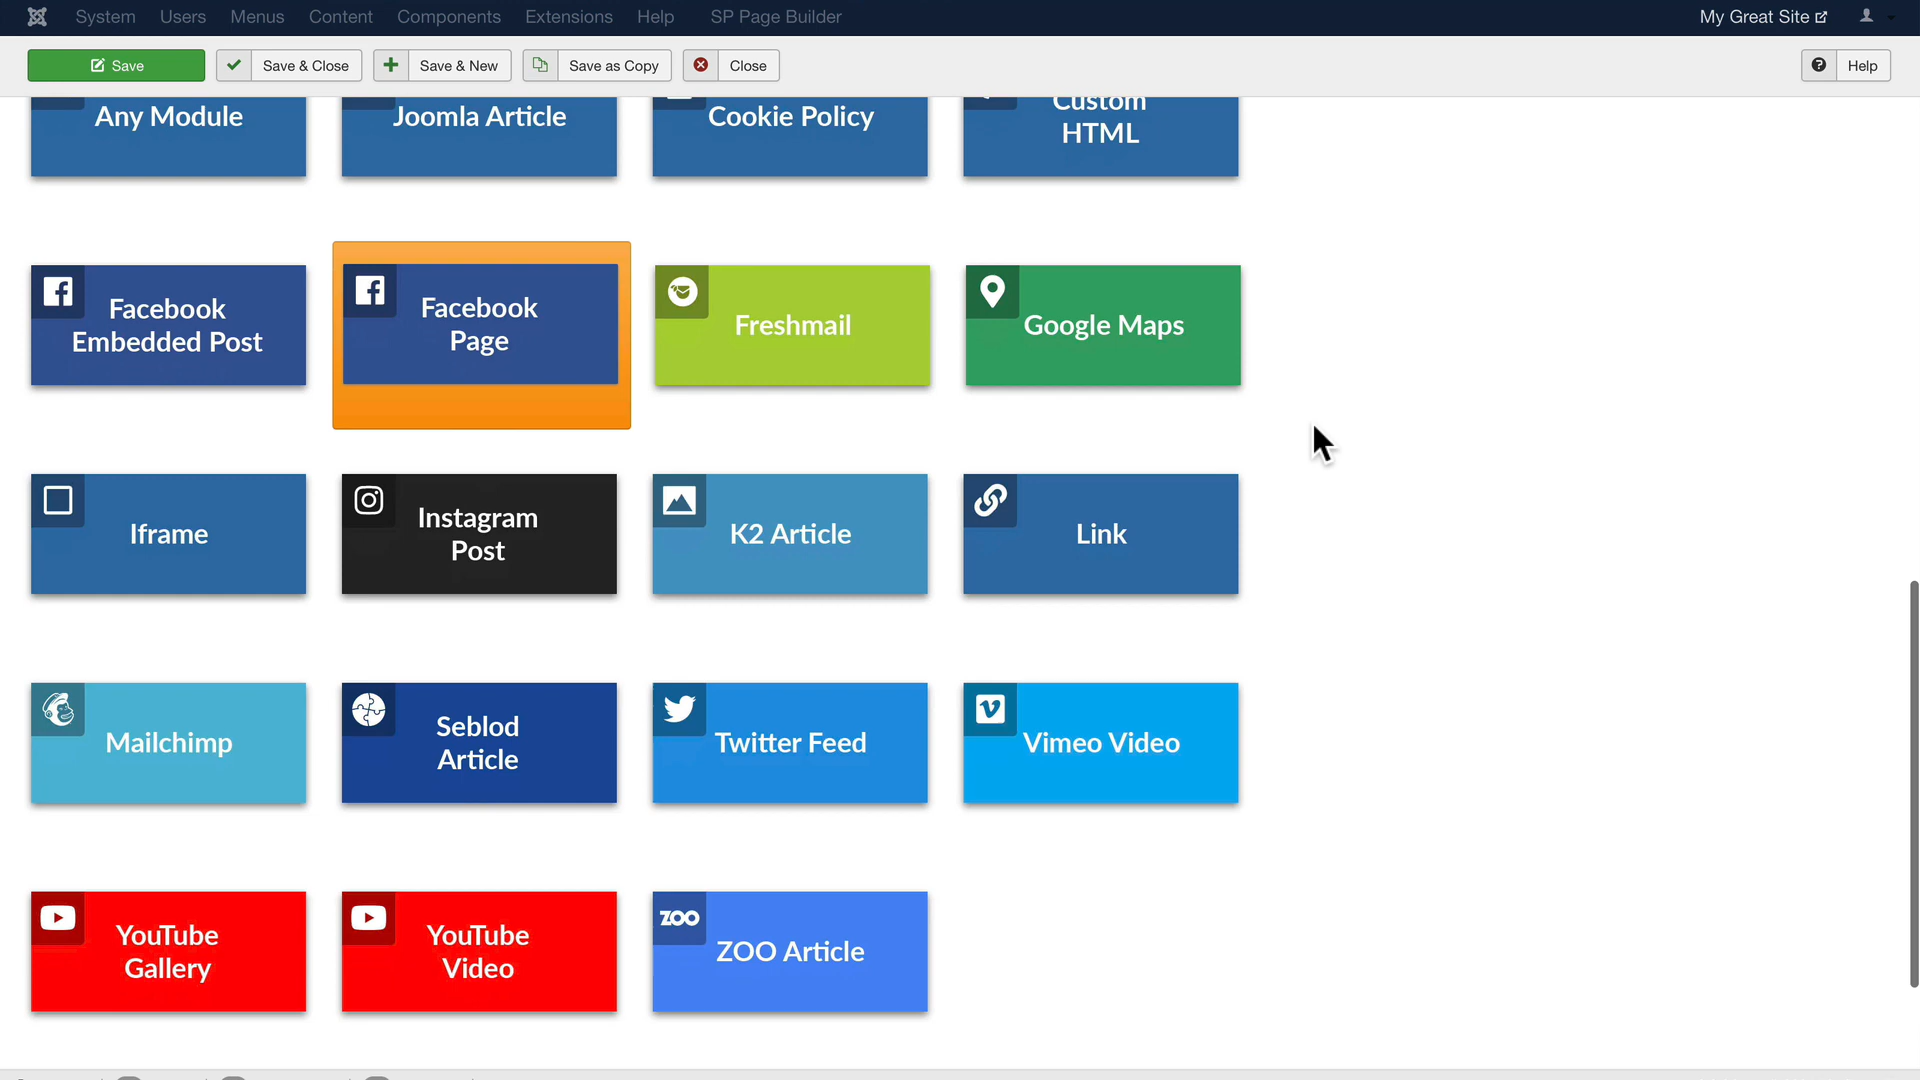 System Users Menus Content Components Extensions Help SP Page Builder My Great Site
Save Save & Close Save & New Save as Copy Close Help
Any Module
Joomla Article
Cookie Policy
Custom
HTML
Facebook
Embedded Post
Facebook
Page
Freshmail
Google Maps
Iframe
Instagram
Post
K2 Article
Link
Mailchimp
Seblod
Article
Twitter Feed
Vimeo Video
YouTube
Gallery
YouTube
Video
ZOO
ZOO Article